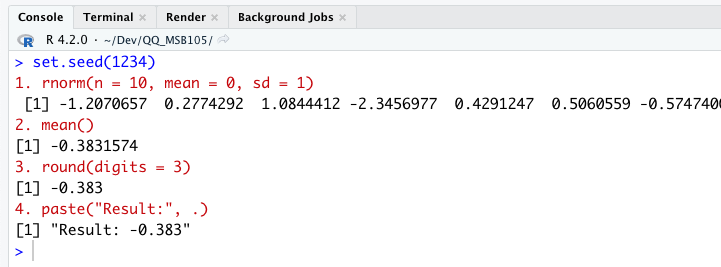 Console Terminal × Render × Background Jobs ×
R 4.2.0 · ~/Dev/QQ_MSB105/
> set.seed(1234)
1. rnorm(n = 10, mean = 0, sd = 1)
[1] -1.2070657 0.2774292 1.0844412 -2.3456977 0.4291247 0.5060559 -0.574740
2. mean()
[1] -0.3831574
3. round(digits = 3)
[1] -0.383
4. paste("Result:", .)
[1] "Result: -0.383"
>